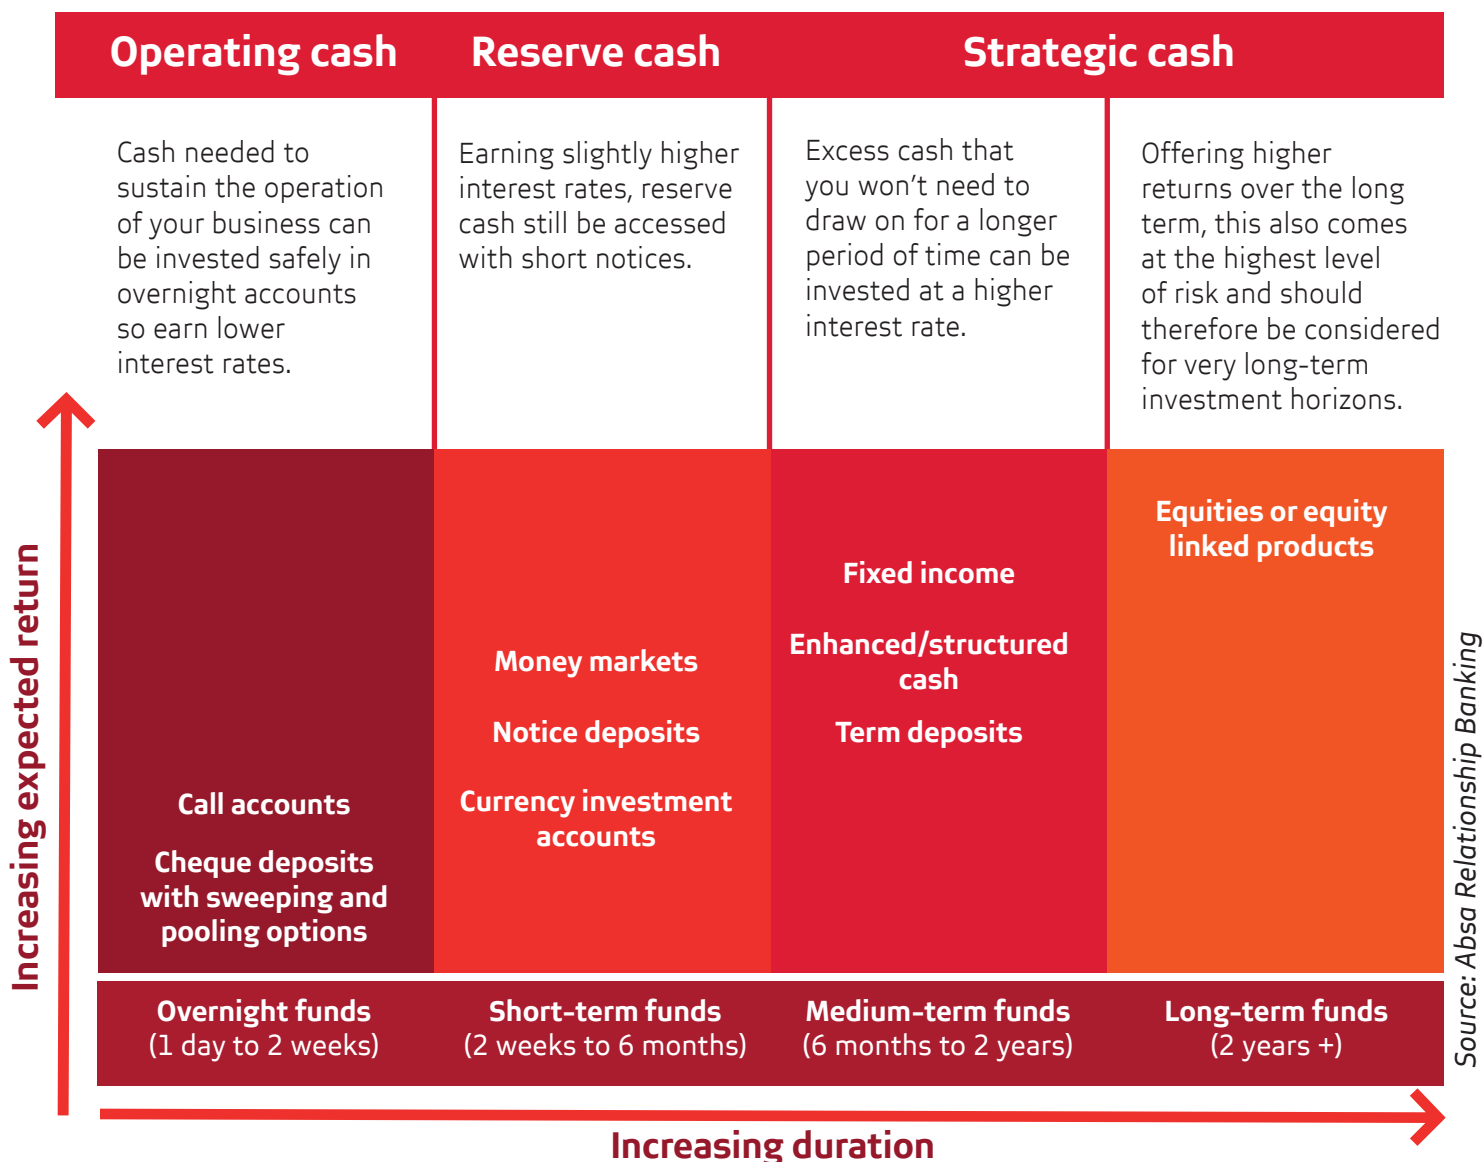 Operating cash
Reserve cash
Strategic cash
Cash needed to
sustain the operation
of your business can
be invested safely in
overnight accounts
so earn lower
interest rates.
Earning slightly higher
interest rates, reserve
cash still be accessed
with short notices.
Excess cash that
you won’t need to
draw on for a longer
period of time can be
invested at a higher
interest rate.
Offering higher
returns over the long
term, this also comes
at the highest level
of risk and should
therefore be considered
for very long-term
investment horizons.
Increasing expected return
Call accounts
Cheque deposits
with sweeping and
pooling options
Money markets
Notice deposits
Currency investment
accounts
Fixed income
Enhanced/structured
cash
Term deposits
Equities or equity
linked products
Overnight funds
(1 day to 2 weeks)
Short-term funds
(2 weeks to 6 months)
Medium-term funds
(6 months to 2 years)
Long-term funds
(2 years +)
Increasing duration
Source: Absa Relationship Banking